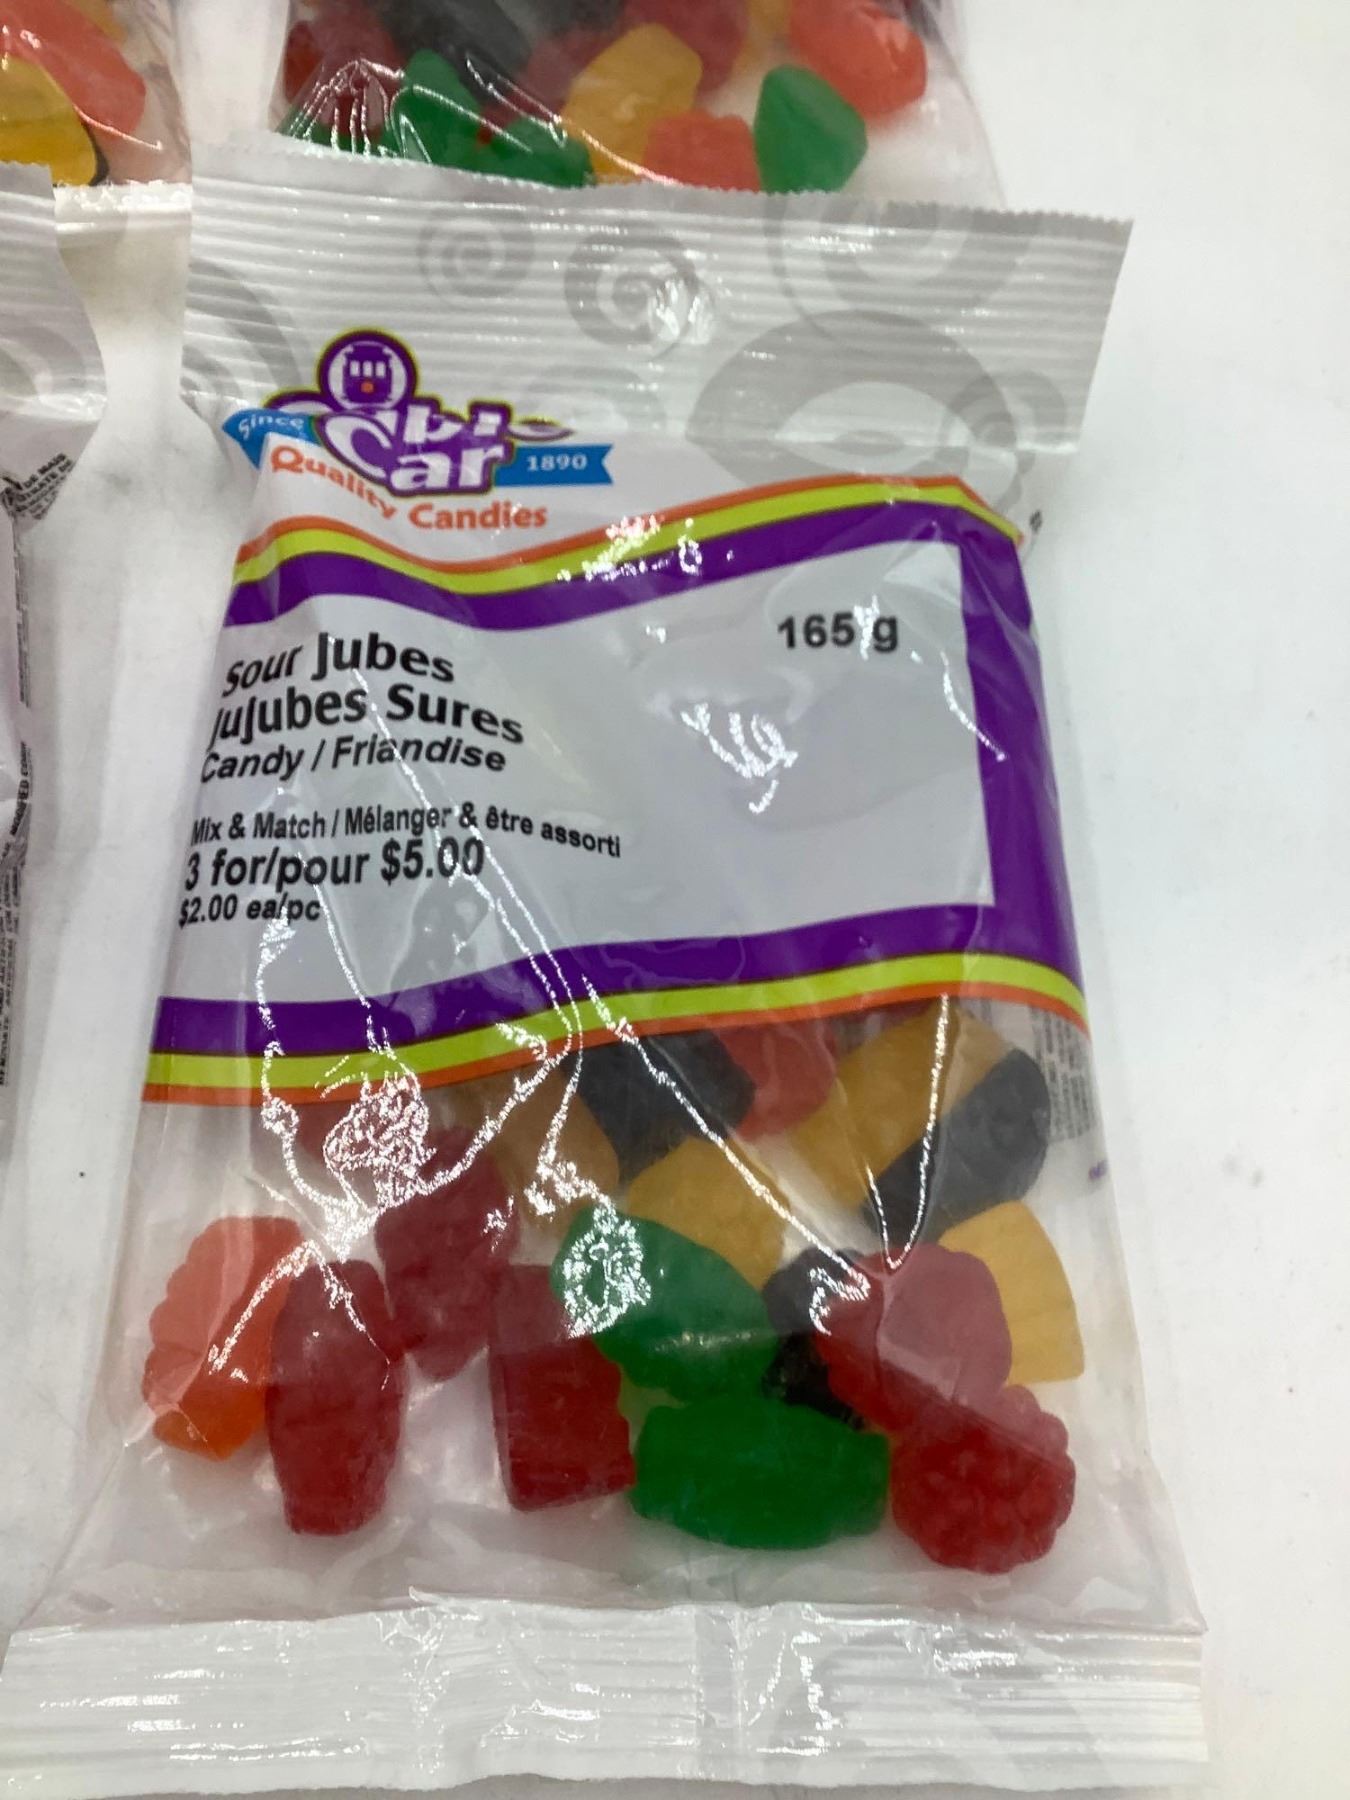 Since
Cable Car
1890
Quality Candies
165 g
Sour Jubes
JuJubes Sures
Candy / Friandise
Mix & Match / Mélanger & être assorti
3 for/pour $5.00
$2.00 ea/pc